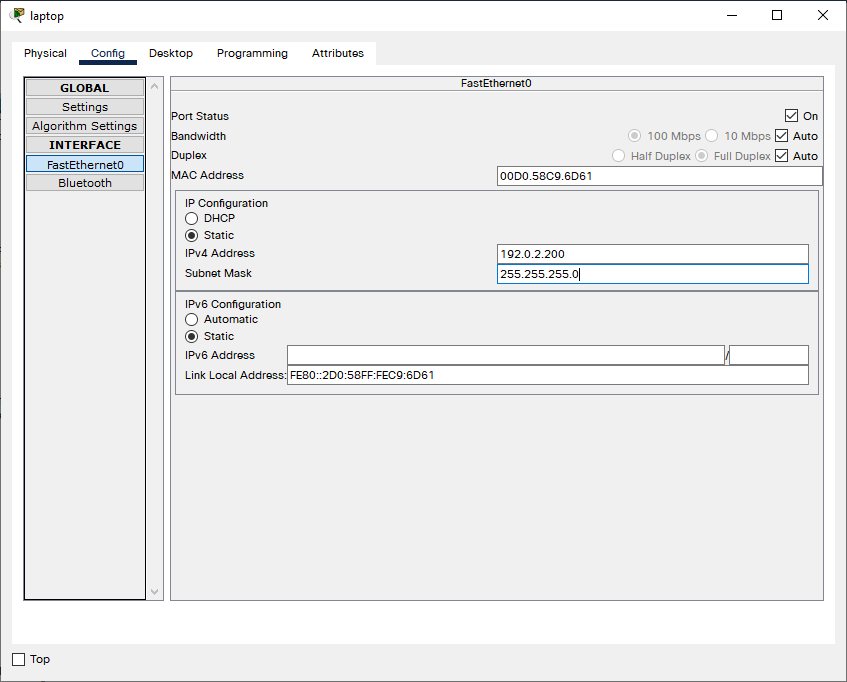 laptop
Physical Config Desktop Programming Attributes
GLOBAL
Settings
Algorithm Settings
INTERFACE
FastEthernet0
Bluetooth
FastEthernet0
Port Status On
Bandwidth 100 Mbps 10 Mbps Auto
Duplex Half Duplex Full Duplex Auto
MAC Address 00D0.58C9.6D61
IP Configuration
DHCP
Static
IPv4 Address 192.0.2.200
Subnet Mask 255.255.255.0
IPv6 Configuration
Automatic
Static
IPv6 Address /
Link Local Address: FE80::2D0:58FF:FEC9:6D61
Top